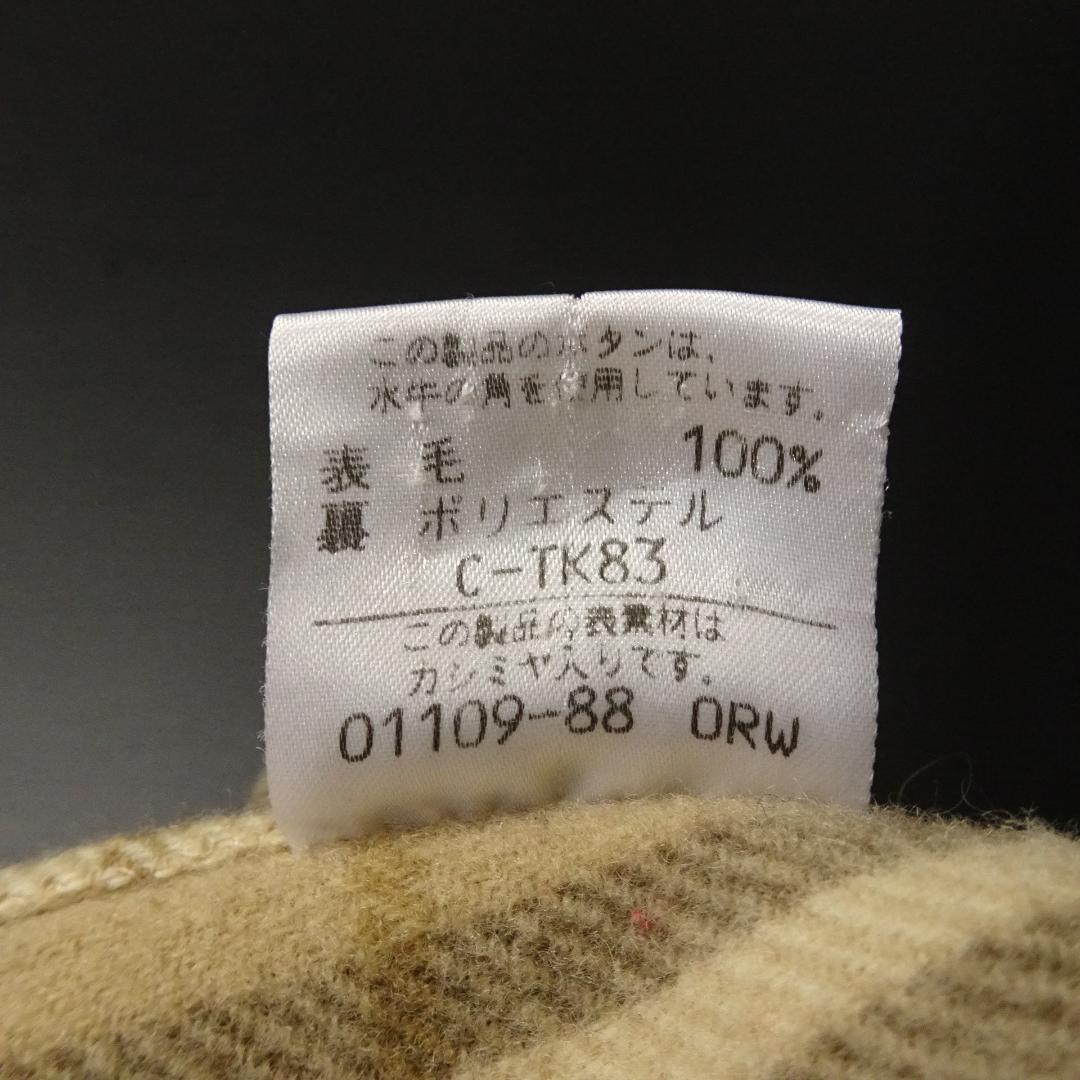 この製品のボタンは、
水牛の角を使用しています。
表 毛 100%
裏 ポリエステル
C-TK83
この製品の表素材は
カシミヤ入りです。
01109-88 0RW